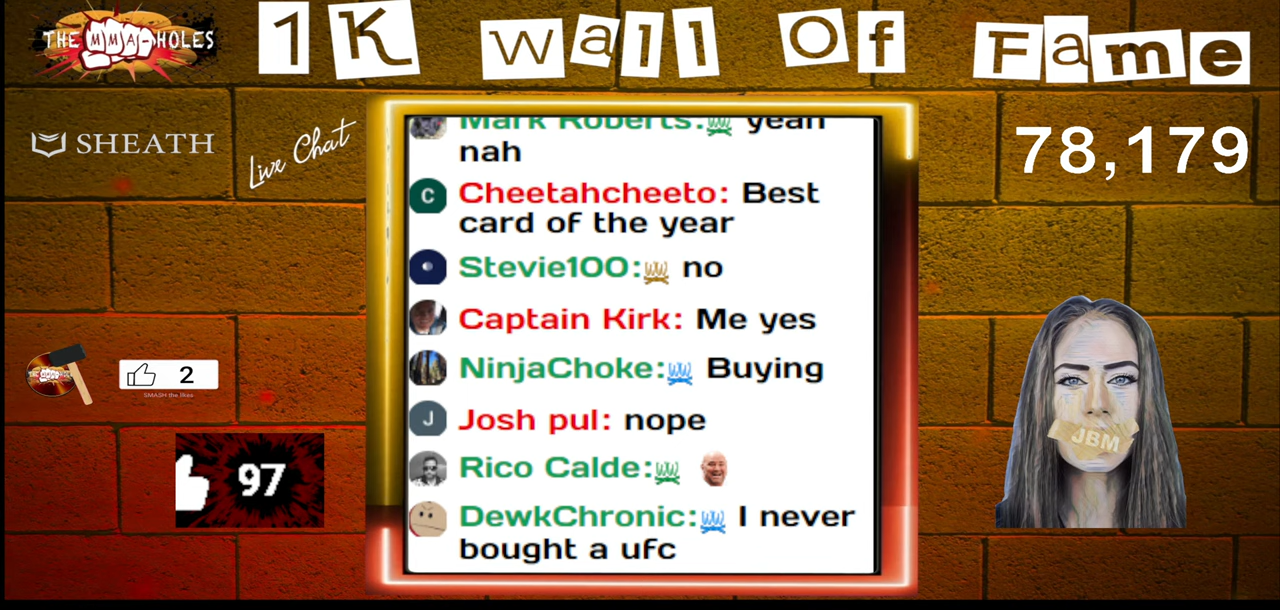 THE MMA-HOLES
1K Wall Of Fame
SHEATH
Live Chat
78,179
Mark Roberts: yeah
nah
C
Cheetahcheeto: Best
card of the year
Stevie100: no
Captain Kirk: Me yes
NinjaChoke: Buying
J
Josh pul: nope
Rico Calde:
DewkChronic: I never
bought a ufc
2
SMASH the likes
97
JBM